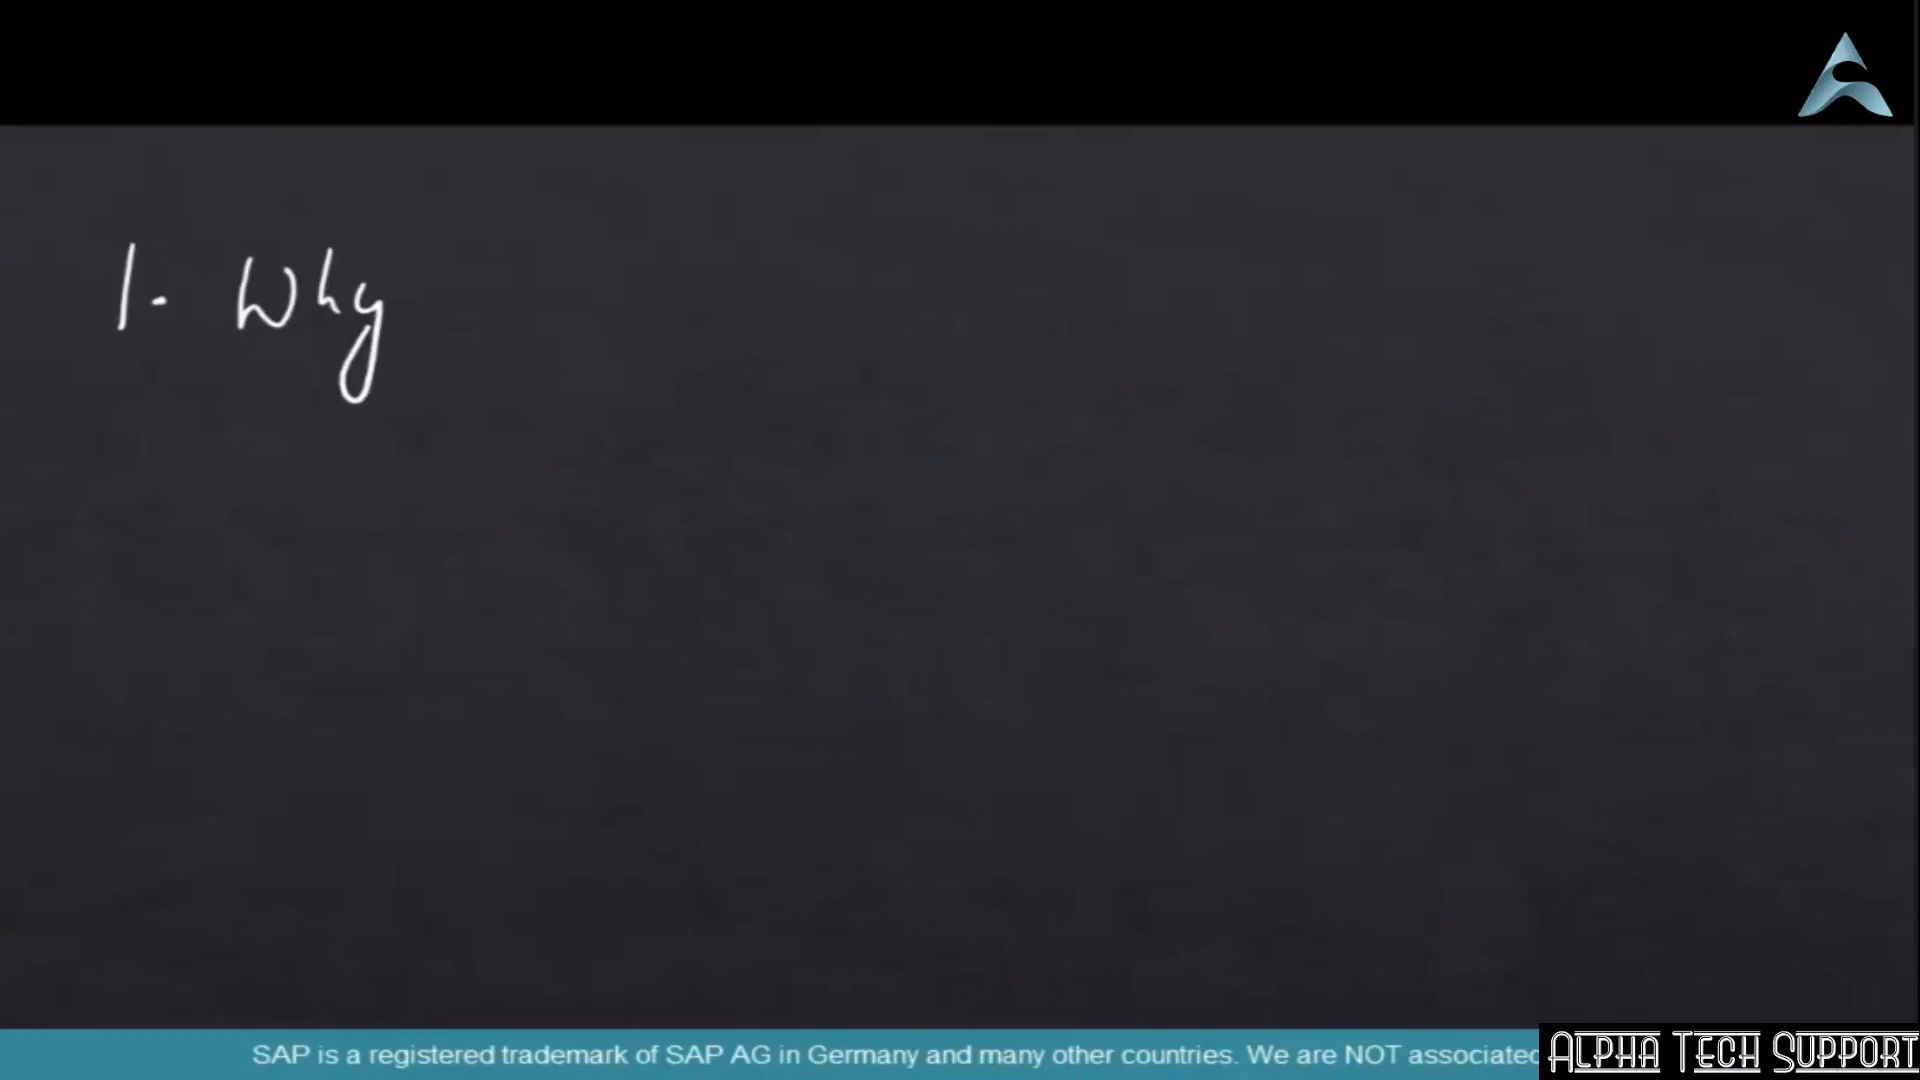 1. Why
SAP is a registered trademark of SAP AG in Germany and many other countries. We are NOT associated
ALPHA TECH SUPPORT